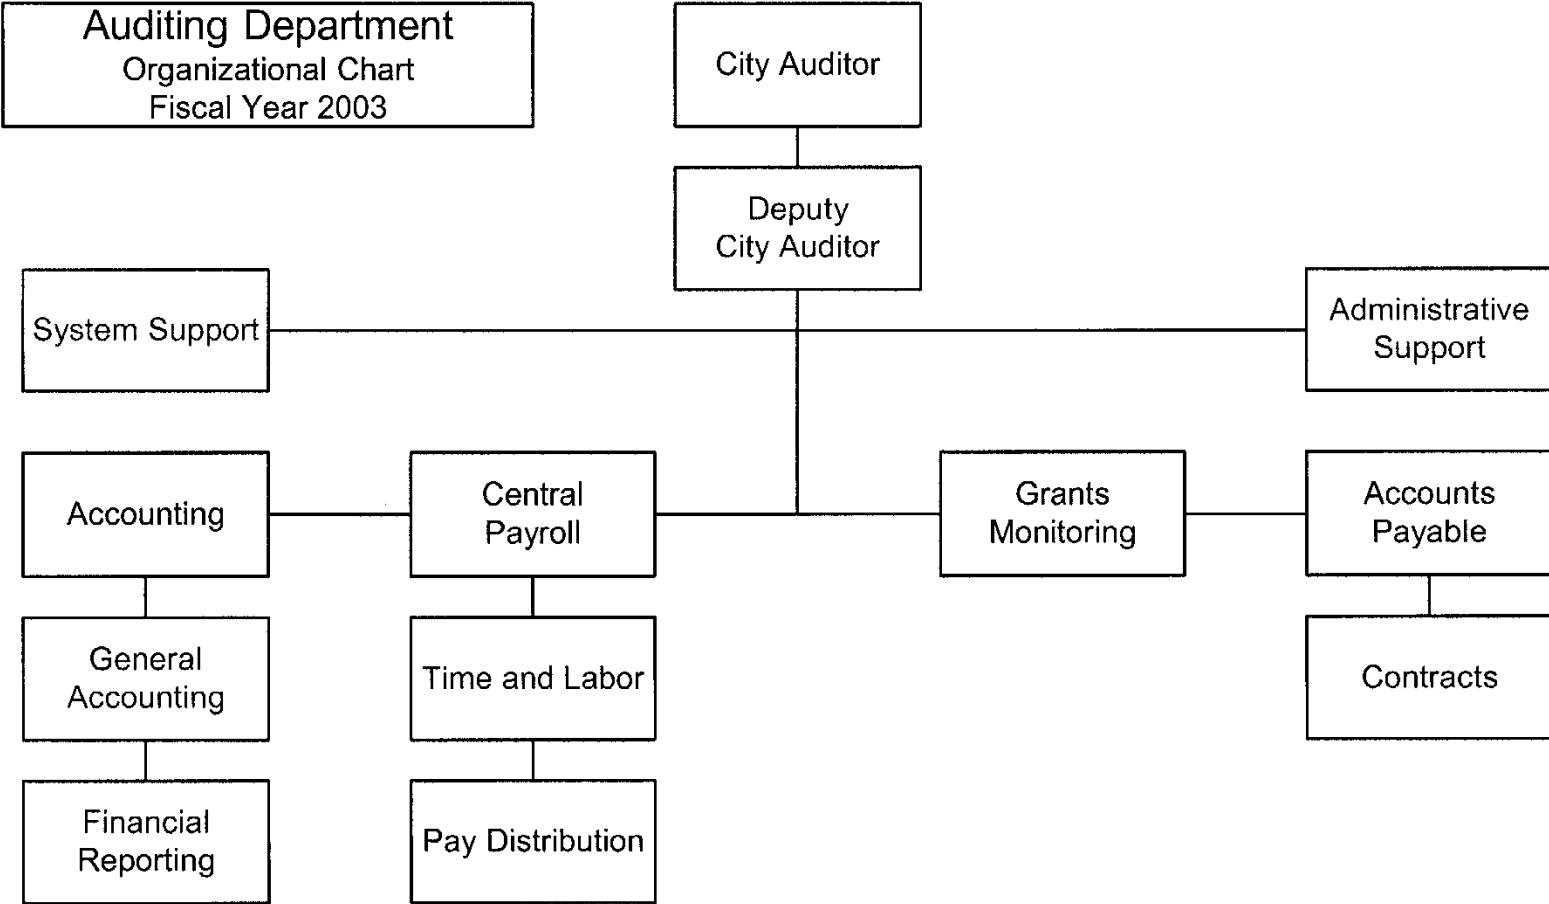 Auditing Department
Organizational Chart
Fiscal Year 2003
City Auditor
Deputy
City Auditor
System Support
Administrative
Support
Accounting
Central
Payroll
Grants
Monitoring
Accounts
Payable
General
Accounting
Time and Labor
Contracts
Financial
Reporting
Pay Distribution